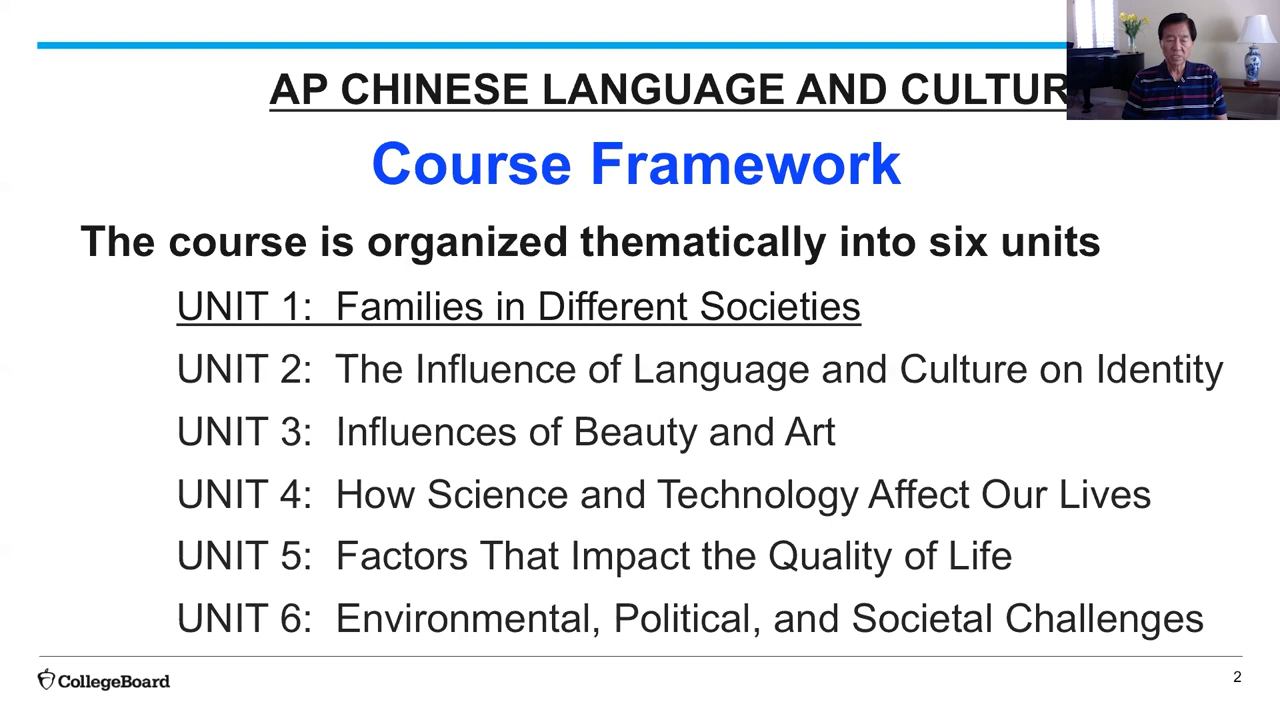 AP CHINESE LANGUAGE AND CULTUR
Course Framework
The course is organized thematically into six units
UNIT 1: Families in Different Societies
UNIT 2: The Influence of Language and Culture on Identity
UNIT 3: Influences of Beauty and Art
UNIT 4: How Science and Technology Affect Our Lives
UNIT 5: Factors That Impact the Quality of Life
UNIT 6: Environmental, Political, and Societal Challenges
CollegeBoard
2